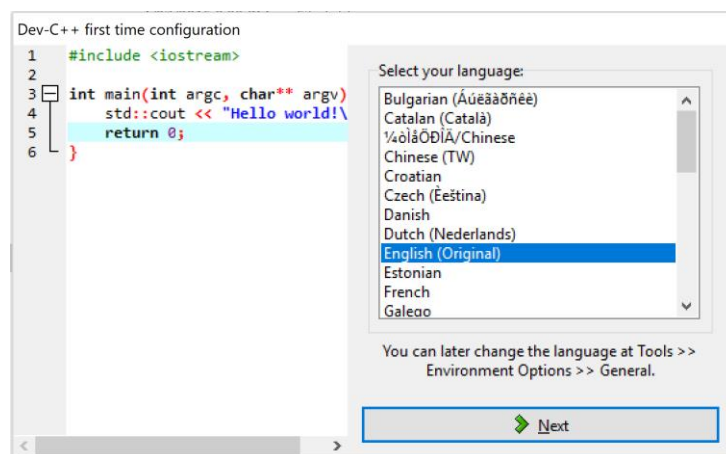 Dev-C++ first time configuration
1 #include <iostream>
2
3 int main(int argc, char** argv)
4 std::cout << "Hello world!\
5 return 0;
6 }
Select your language:
Bulgarian (Áúëãàðñêè)
Catalan (Català)
¼òÌåÖÐÎÄ/Chinese
Chinese (TW)
Croatian
Czech (Èeština)
Danish
Dutch (Nederlands)
English (Original)
Estonian
French
Galego
You can later change the language at Tools >>
Environment Options >> General.
Next